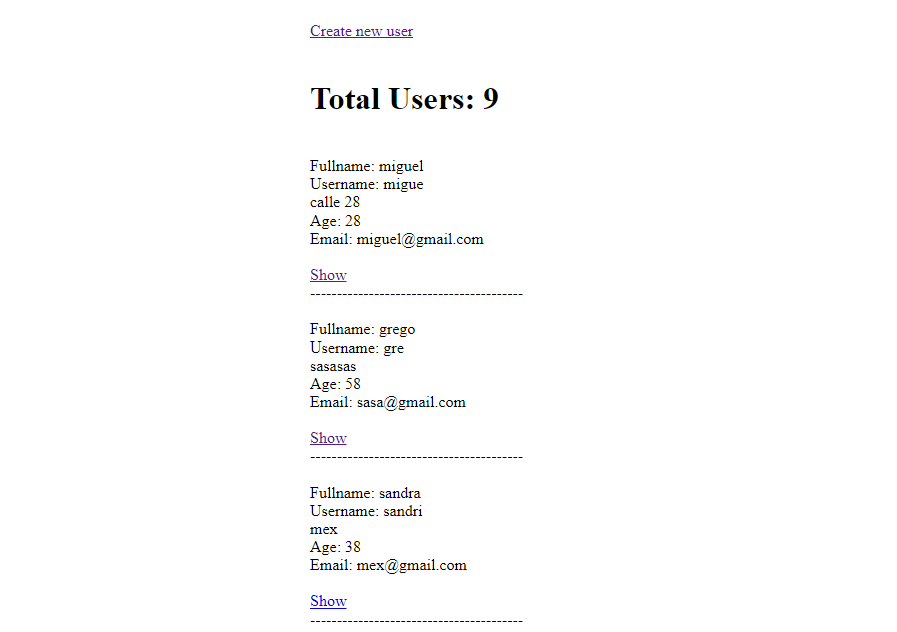 Create new user
Total Users: 9
Fullname: miguel
Username: migue
calle 28
Age: 28
Email: miguel@gmail.com
Show
----------------------------------------
Fullname: grego
Username: gre
sasasas
Age: 58
Email: sasa@gmail.com
Show
----------------------------------------
Fullname: sandra
Username: sandri
mex
Age: 38
Email: mex@gmail.com
Show
----------------------------------------